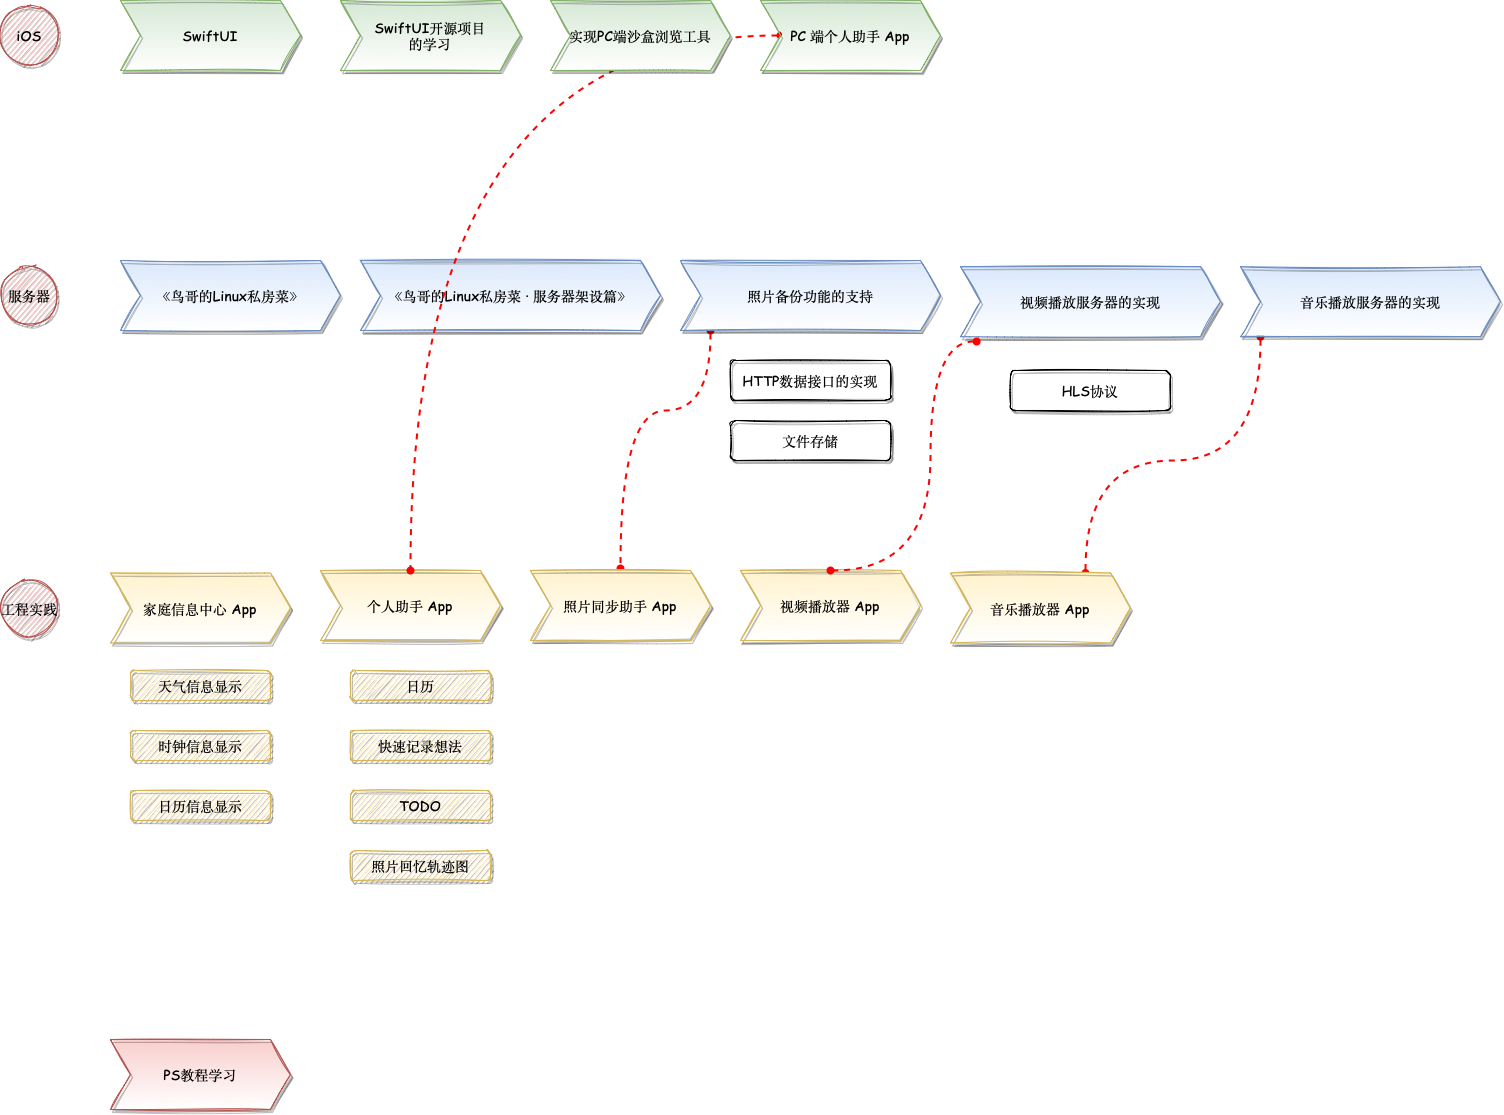 iOS
SwiftUI
SwiftUI开源项目
的学习
实现PC端沙盒浏览工具
PC 端个人助手 App
服务器
《鸟哥的Linux私房菜》
《鸟哥的Linux私房菜 · 服务器架设篇》
照片备份功能的支持
视频播放服务器的实现
音乐播放服务器的实现
HTTP数据接口的实现
HLS协议
文件存储
工程实践
家庭信息中心 App
个人助手 App
照片同步助手 App
视频播放器 App
音乐播放器 App
天气信息显示
日历
时钟信息显示
快速记录想法
日历信息显示
TODO
照片回忆轨迹图
PS教程学习